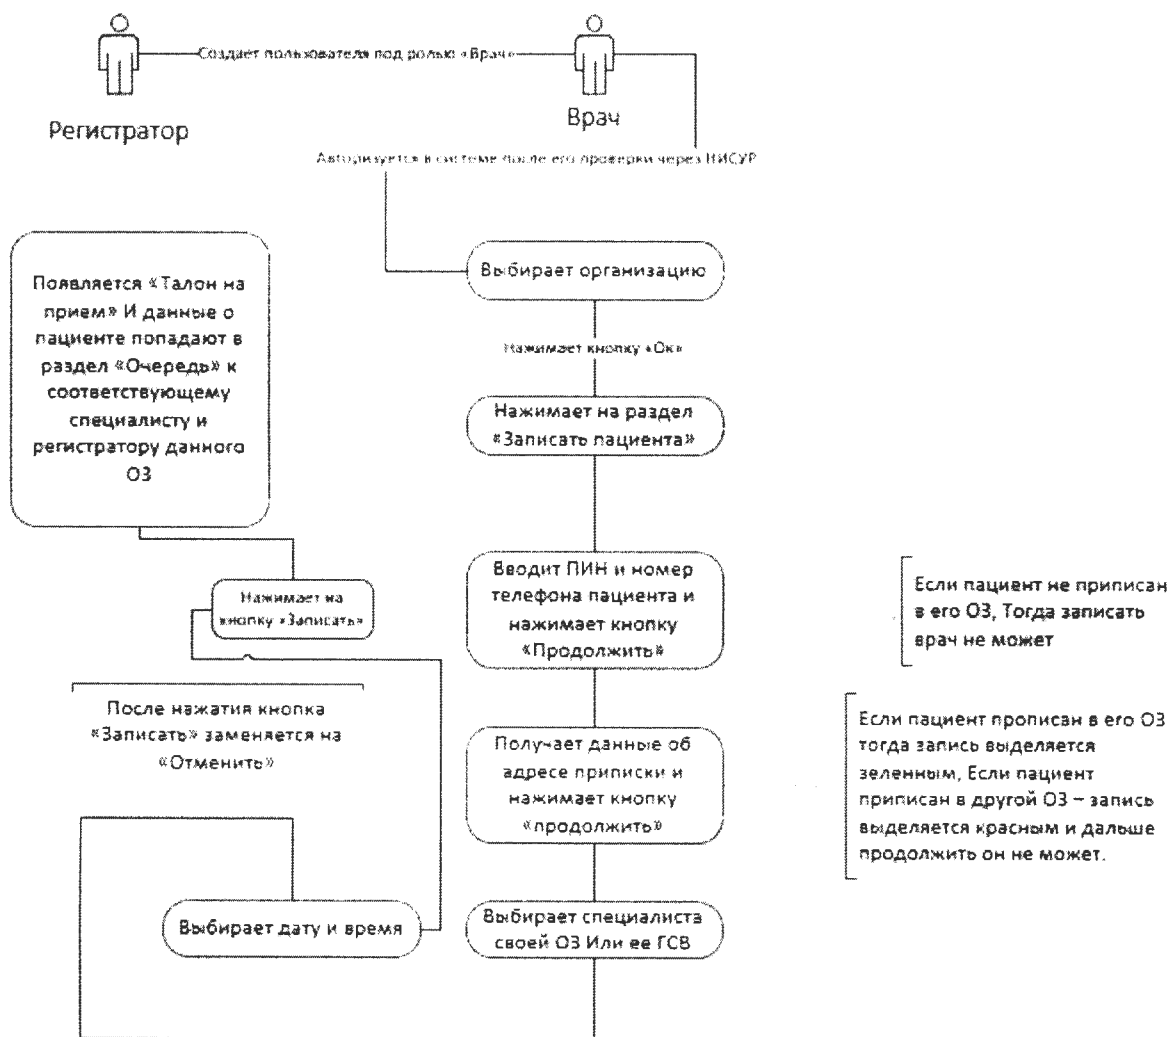 Создает пользователя под ролью «Врач»
Регистратор
Врач
Авторизуется в системе после его проверки через НИСУР
Выбирает организацию
Появляется «Талон на
прием» И данные о
пациенте попадают в
раздел «Очередь» к
соответствующему
специалисту и
регистратору данного
ОЗ
Нажимает кнопку «Ок»
Нажимает на раздел
«Записать пациента»
Вводит ПИН и номер
телефона пациента и
нажимает кнопку
«Продолжить»
Если пациент не приписан
в его ОЗ, Тогда записать
врач не может
Нажимает на
кнопку «Записать»
После нажатия кнопка
«Записать» заменяется на
«Отменить»
Получает данные об
адресе приписки и
нажимает кнопку
«продолжить»
Если пациент прописан в его ОЗ
тогда запись выделяется
зеленным, Если пациент
приписан в другой ОЗ – запись
выделяется красным и дальше
продолжить он не может.
Выбирает дату и время
Выбирает специалиста
своей ОЗ Или ее ГСВ